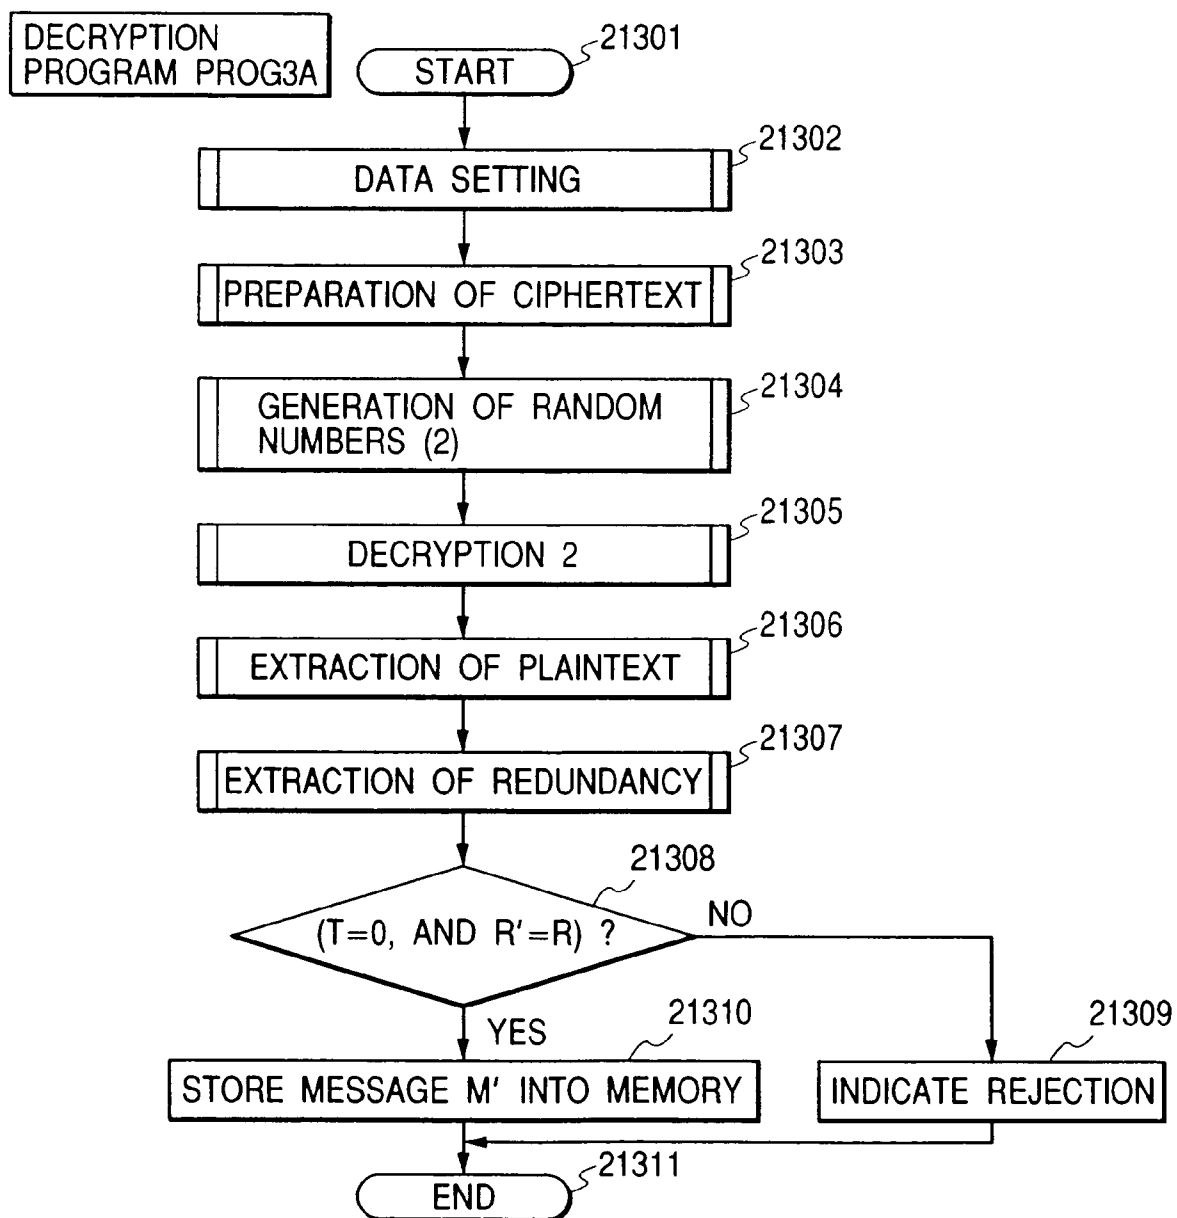 DECRYPTION
PROGRAM PROG3A
START
21301
DATA SETTING
21302
PREPARATION OF CIPHERTEXT
21303
GENERATION OF RANDOM
NUMBERS (2)
21304
DECRYPTION 2
21305
EXTRACTION OF PLAINTEXT
21306
EXTRACTION OF REDUNDANCY
21307
(T=0, AND R'=R) ?
21308
NO
YES
STORE MESSAGE M' INTO MEMORY
21310
INDICATE REJECTION
21309
END
21311